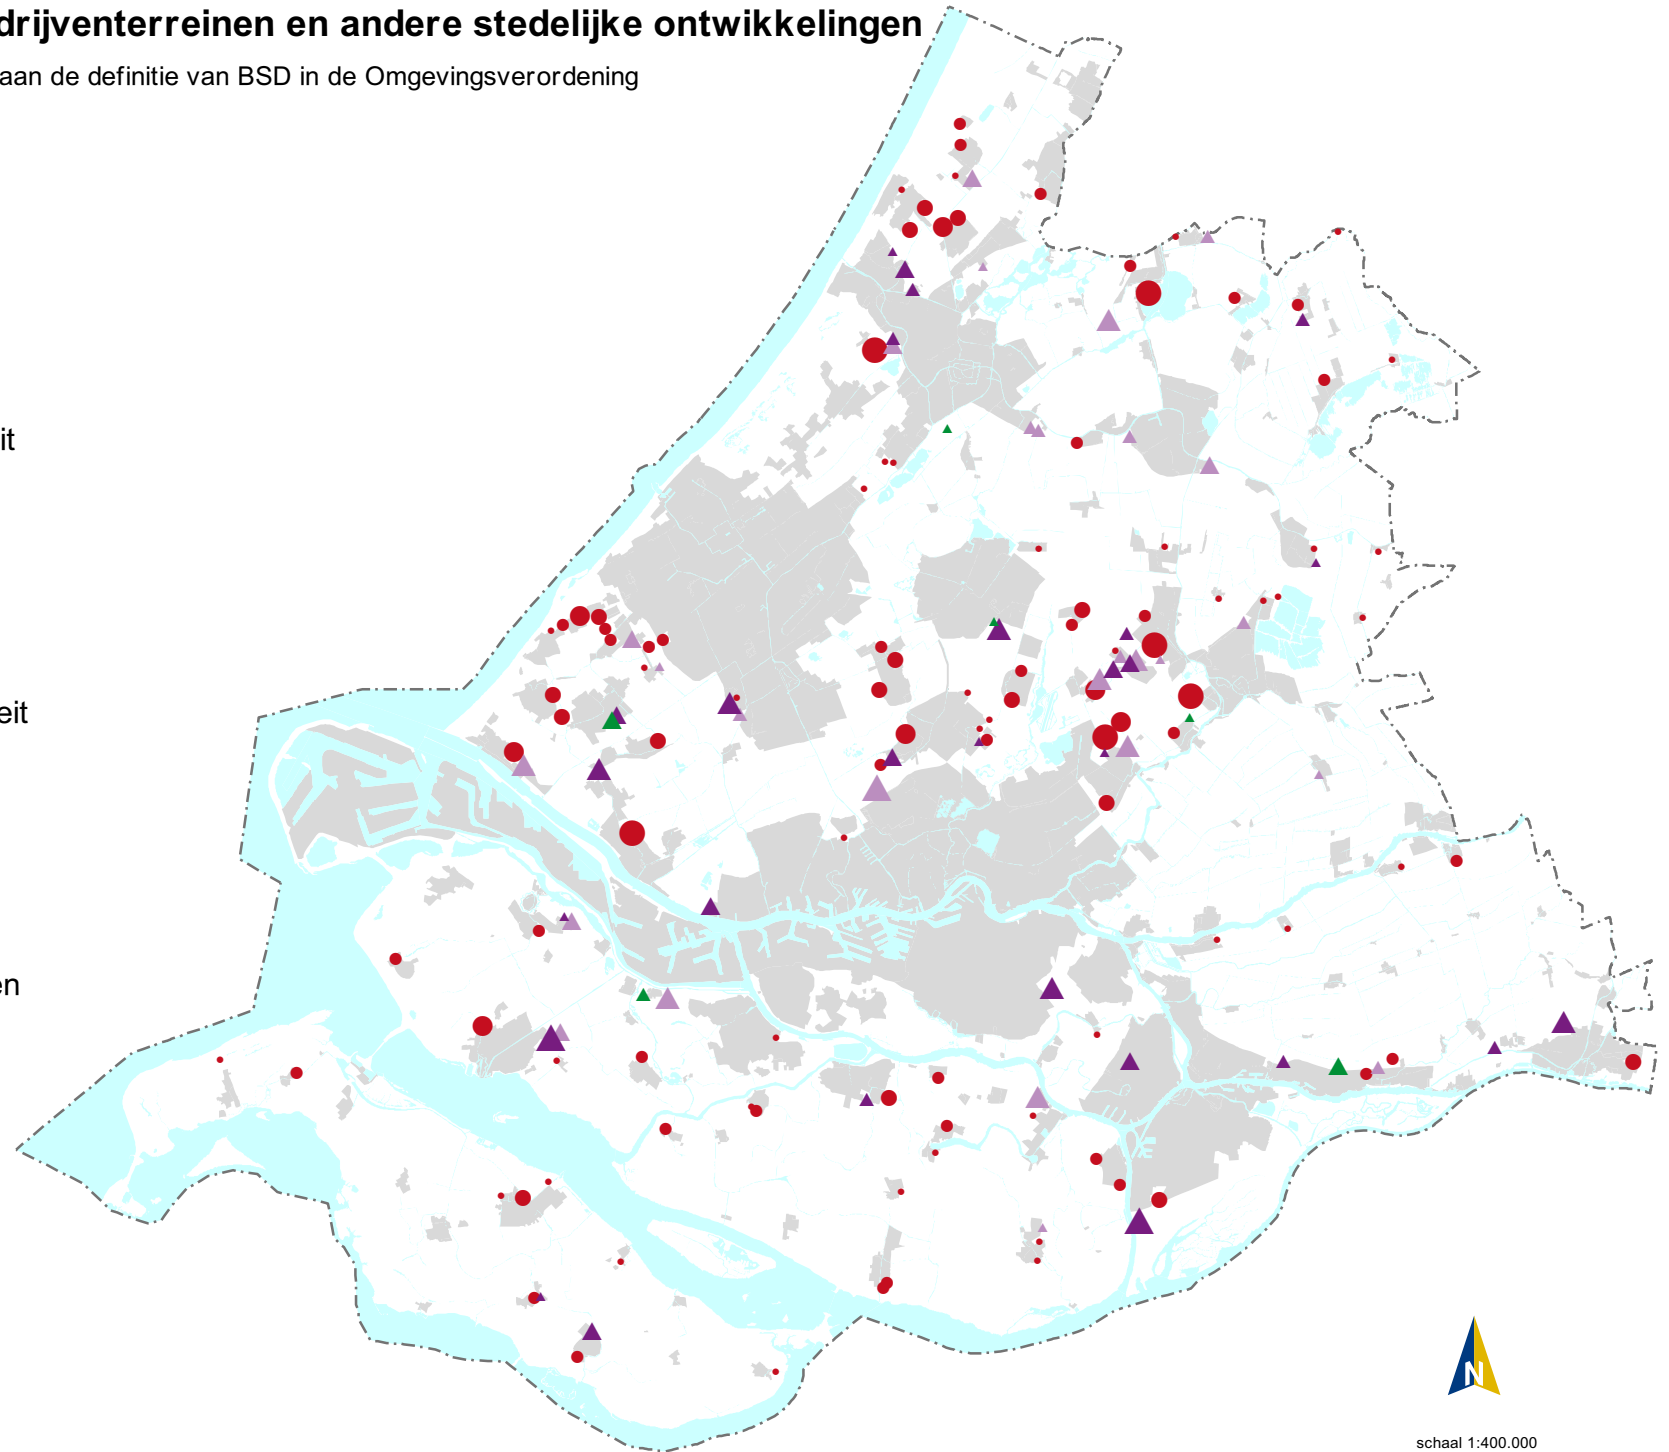 drijventerreinen en andere stedelijke ontwikkelingen
aan de definitie van BSD in de Omgevingsverordening
it
eit
en
N
schaal 1:400.000